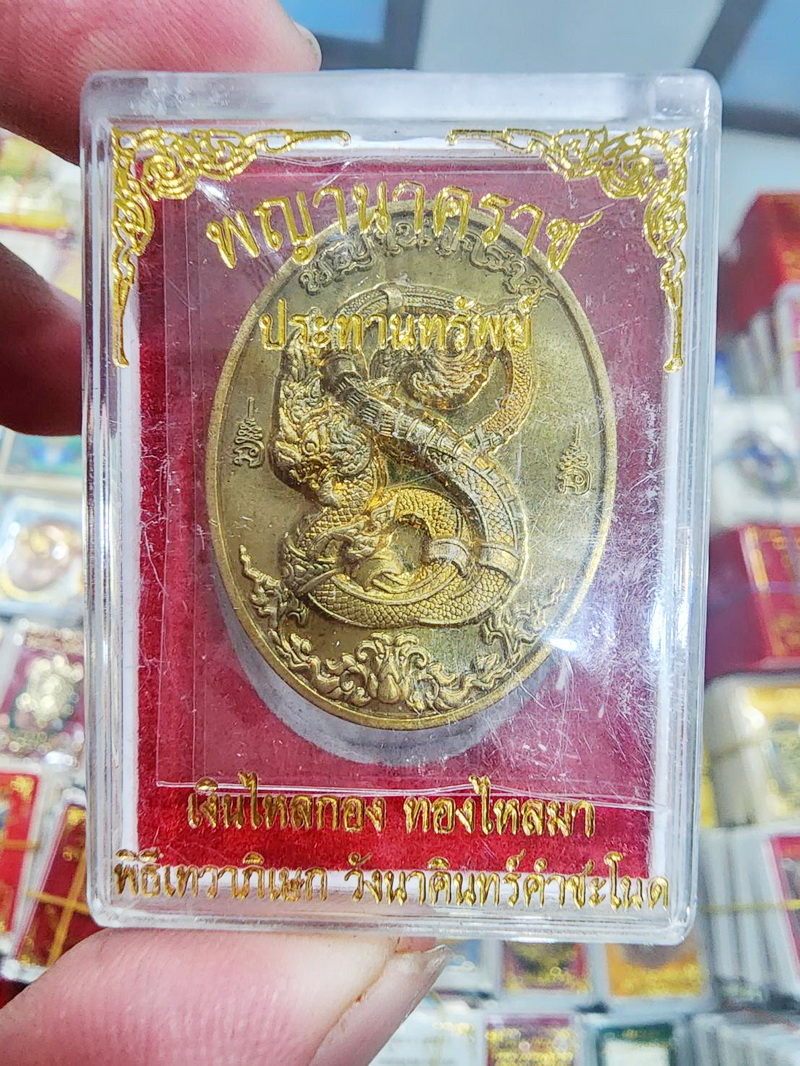 พญานาคราช
ประทานทรัพย์
เงินไหลกอง ทองไหลมา
พิธีเทวาภิเษก วังนาคินทร์คำชะโนด